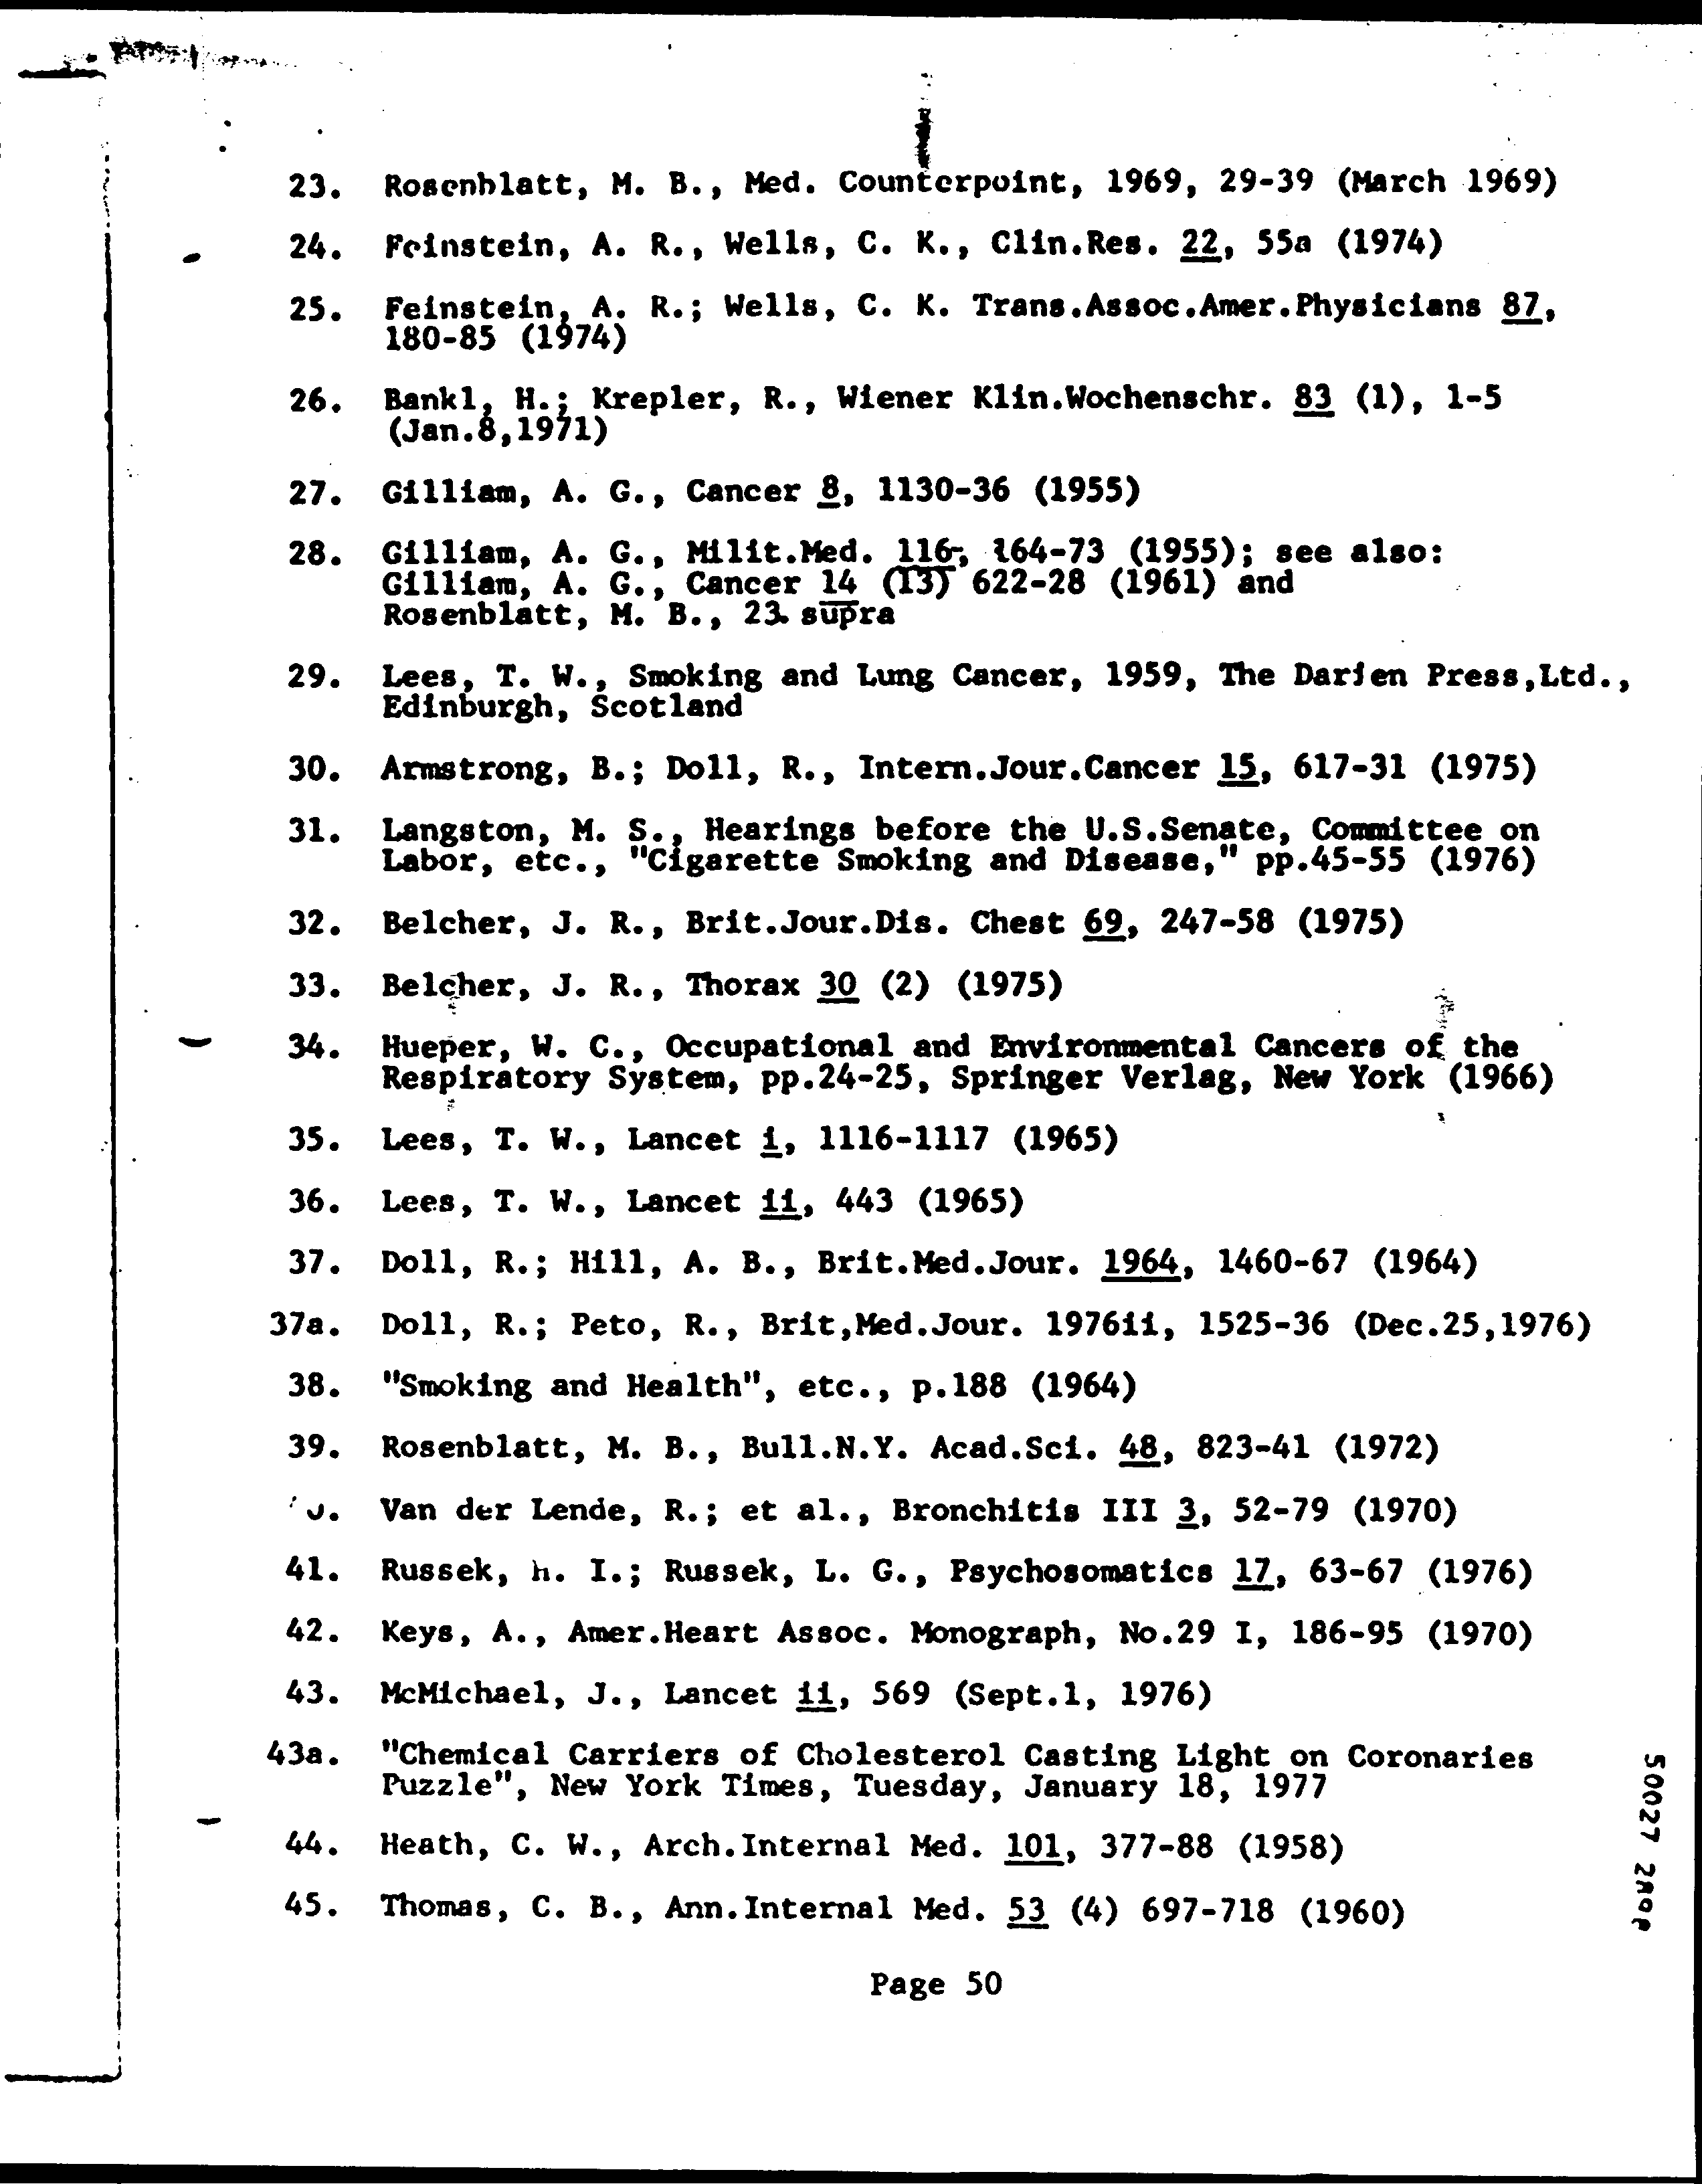 23. Rosenblatt, M. B., Med. Counterpoint, 1969, 29-39 (March 1969)
24. Feinstein, A. R., Wells, C. K., Clin.Res. 22, 55a (1974)
25. Feinstein, A. R.; Wells, C. K. Trans.Assoc.Amer.Physicians 87,
180-85 (1974)
26. Bankl, H.; Krepler, R., Wiener Klin.Wochenschr. 83 (1), 1-5
(Jan.8,1971)
27. Gilliam, A. G., Cancer 8, 1130-36 (1955)
28. Gilliam, A. G., Milit.Med. 116, 164-73 (1955); see also:
Gilliam, A. G., Cancer 14 (13) 622-28 (1961) and
Rosenblatt, M. B., 23. supra
29. Lees, T. W., Smoking and Lung Cancer, 1959, The Darien Press,Ltd.,
Edinburgh, Scotland
30. Armstrong, B.; Doll, R., Intern.Jour.Cancer 15, 617-31 (1975)
31. Langston, M. S., Hearings before the U.S.Senate, Committee on
Labor, etc., "Cigarette Smoking and Disease," pp.45-55 (1976)
32. Belcher, J. R., Brit.Jour.Dis. Chest 69, 247-58 (1975)
33. Belcher, J. R., Thorax 30 (2) (1975)
34. Hueper, W. C., Occupational and Environmental Cancers of the
Respiratory System, pp.24-25, Springer Verlag, New York (1966)
35. Lees, T. W., Lancet i, 1116-1117 (1965)
36. Lees, T. W., Lancet ii, 443 (1965)
37. Doll, R.; Hill, A. B., Brit.Med.Jour. 1964, 1460-67 (1964)
37a. Doll, R.; Peto, R., Brit,Med.Jour. 1976ii, 1525-36 (Dec.25,1976)
38. "Smoking and Health", etc., p.188 (1964)
39. Rosenblatt, M. B., Bull.N.Y. Acad.Sci. 48, 823-41 (1972)
Van der Lende, R.; et al., Bronchitis III 3, 52-79 (1970)
41. Russek, h. I.; Russek, L. G., Psychosomatics 17, 63-67 (1976)
42. Keys, A., Amer.Heart Assoc. Monograph, No.29 I, 186-95 (1970)
43. McMichael, J., Lancet ii, 569 (Sept.1, 1976)
43a. "Chemical Carriers of Cholesterol Casting Light on Coronaries
Puzzle", New York Times, Tuesday, January 18, 1977
44. Heath, C. W., Arch.Internal Med. 101, 377-88 (1958)
45. Thomas, C. B., Ann.Internal Med. 53 (4) 697-718 (1960)
Page 50
50027